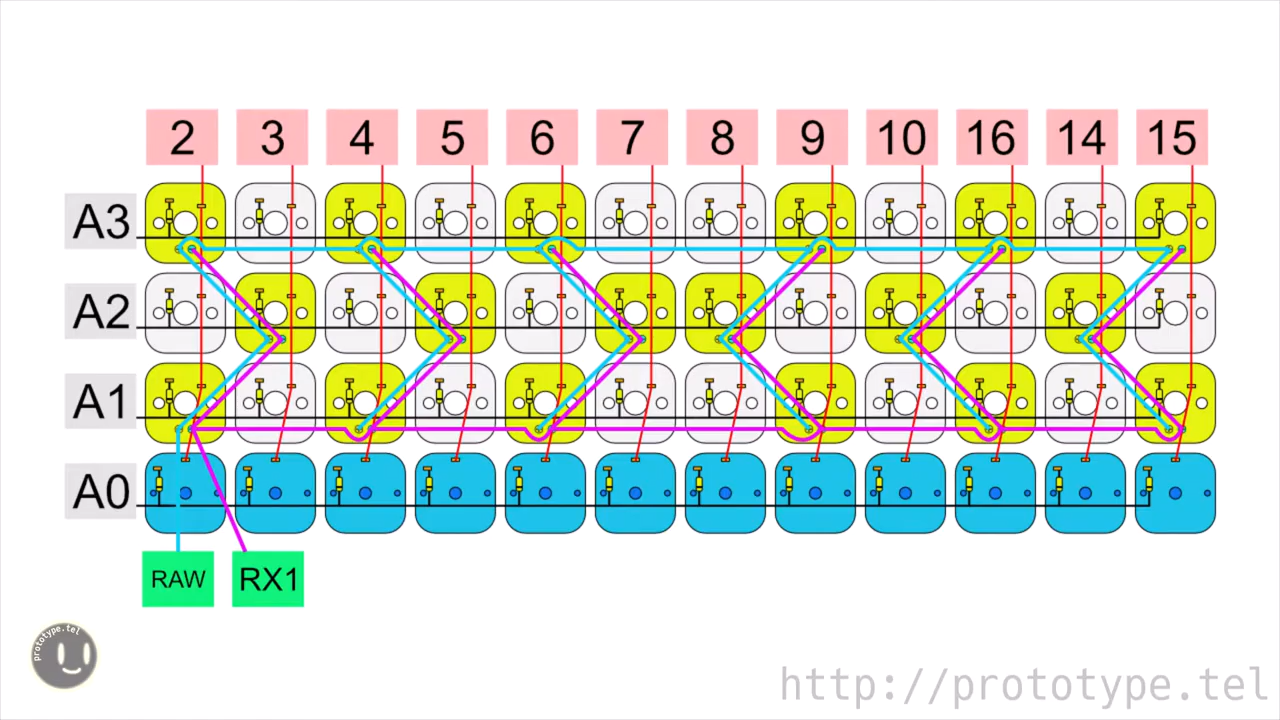 2 3 4 5 6 7 8 9 10 16 14 15
A3
A2
A1
A0
RAW RX1
prototype.tel
http://prototype.tel